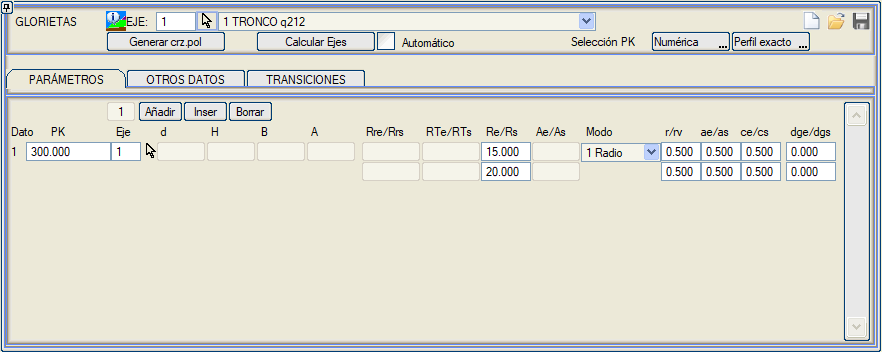 GLORIETAS EJE: 1 1 TRONCO q212
Generar crz.pol Calcular Ejes Automático Selección PK Numérica ... Perfil exacto ...
PARÁMETROS OTROS DATOS TRANSICIONES
1 Añadir Inser Borrar
Dato PK Eje d H B A Rre/Rrs RTe/RTs Re/Rs Ae/As Modo r/rv ae/as ce/cs dge/dgs
1 300.000 1 15.000 1 Radio 0.500 0.500 0.500 0.000
20.000 0.500 0.500 0.500 0.000